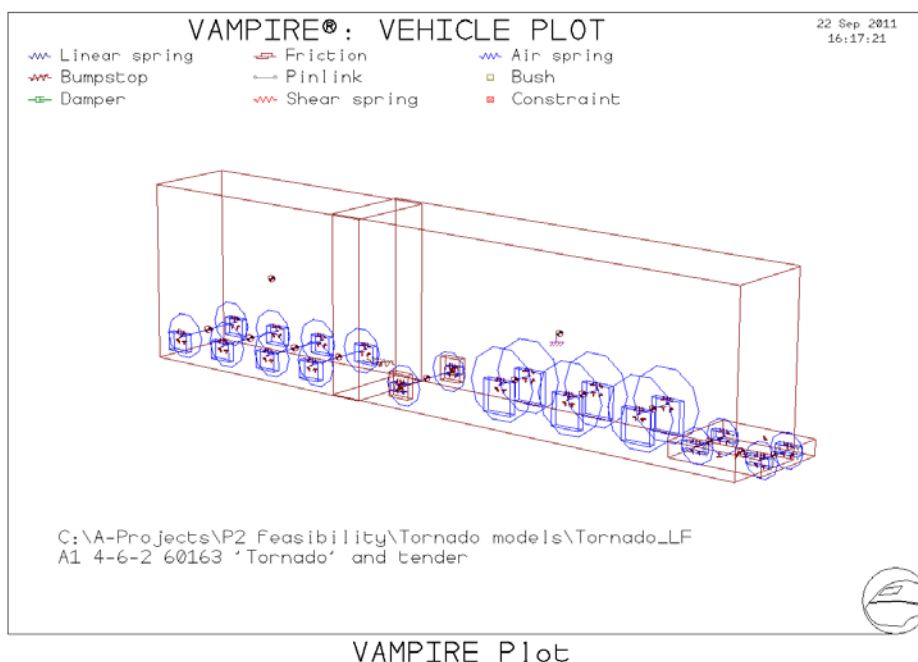 VAMPIRE®: VEHICLE PLOT
22 Sep 2011
16:17:21
Linear spring
Friction
Air spring
Bumpstop
Pinlink
Bush
Damper
Shear spring
Constraint
C:\A-Projects\P2 feasibility\Tornado models\Tornado_LF
A1 4-6-2 60163 'Tornado' and tender
VAMPIRE Plot